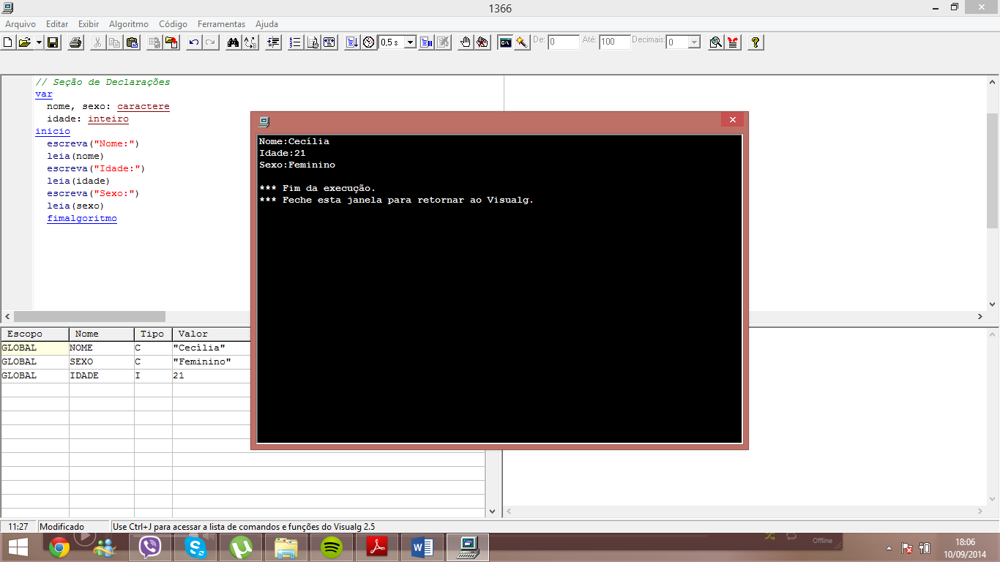 1366
Arquivo Editar Exibir Algoritmo Código Ferramentas Ajuda
0,5 s De: 0 Até: 100 Decimais: 0
// Seção de Declarações
var
nome, sexo: caractere
idade: inteiro
inicio
escreva("Nome:")
leia(nome)
escreva("Idade:")
leia(idade)
escreva("Sexo:")
leia(sexo)
fimalgoritmo
Nome:Cecília
Idade:21
Sexo:Feminino
*** Fim da execução.
*** Feche esta janela para retornar ao Visualg.
Escopo Nome Tipo Valor
GLOBAL NOME C "Cecília"
GLOBAL SEXO C "Feminino"
GLOBAL IDADE I 21
11:27 Modificado Use Ctrl+J para acessar a lista de comandos e funções do Visualg 2.5
Offline
18:06
10/09/2014